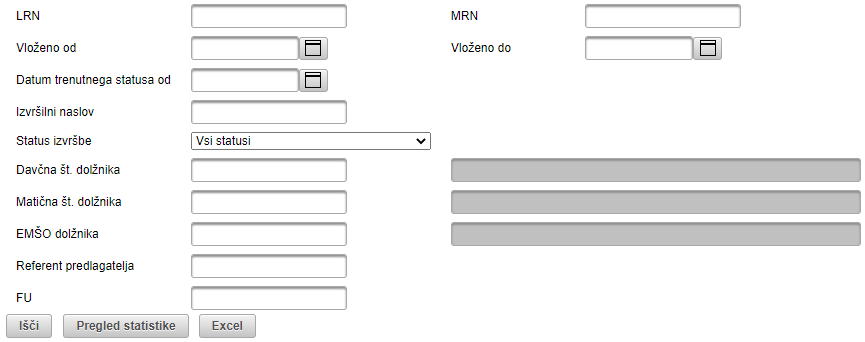 LRN MRN
Vloženo od Vloženo do
Datum trenutnega statusa od
Izvršilni naslov
Status izvršbe Vsi statusi
Davčna št. dolžnika
Matična št. dolžnika
EMŠO dolžnika
Referent predlagatelja
FU
Išči Pregled statistike Excel